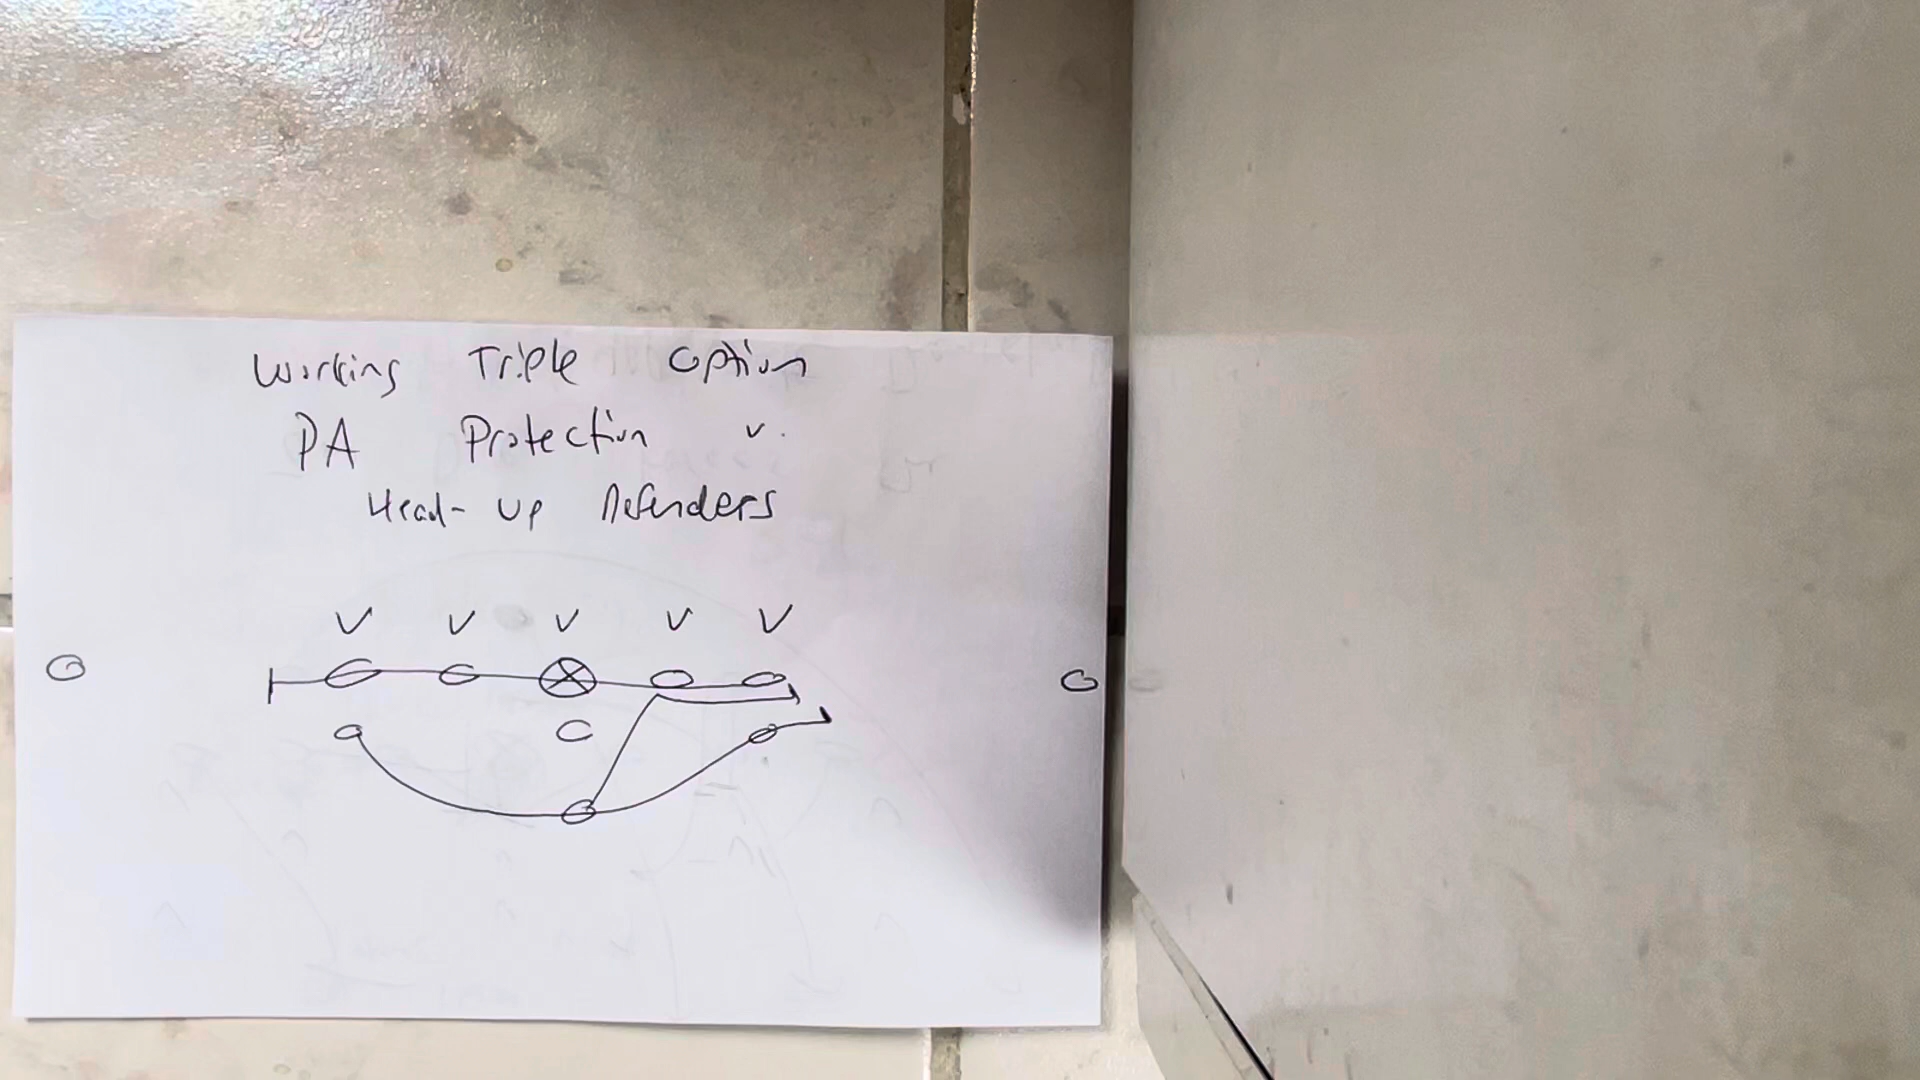 Working Triple Option
PA Protection v.
Head-Up Defenders
V V V V V